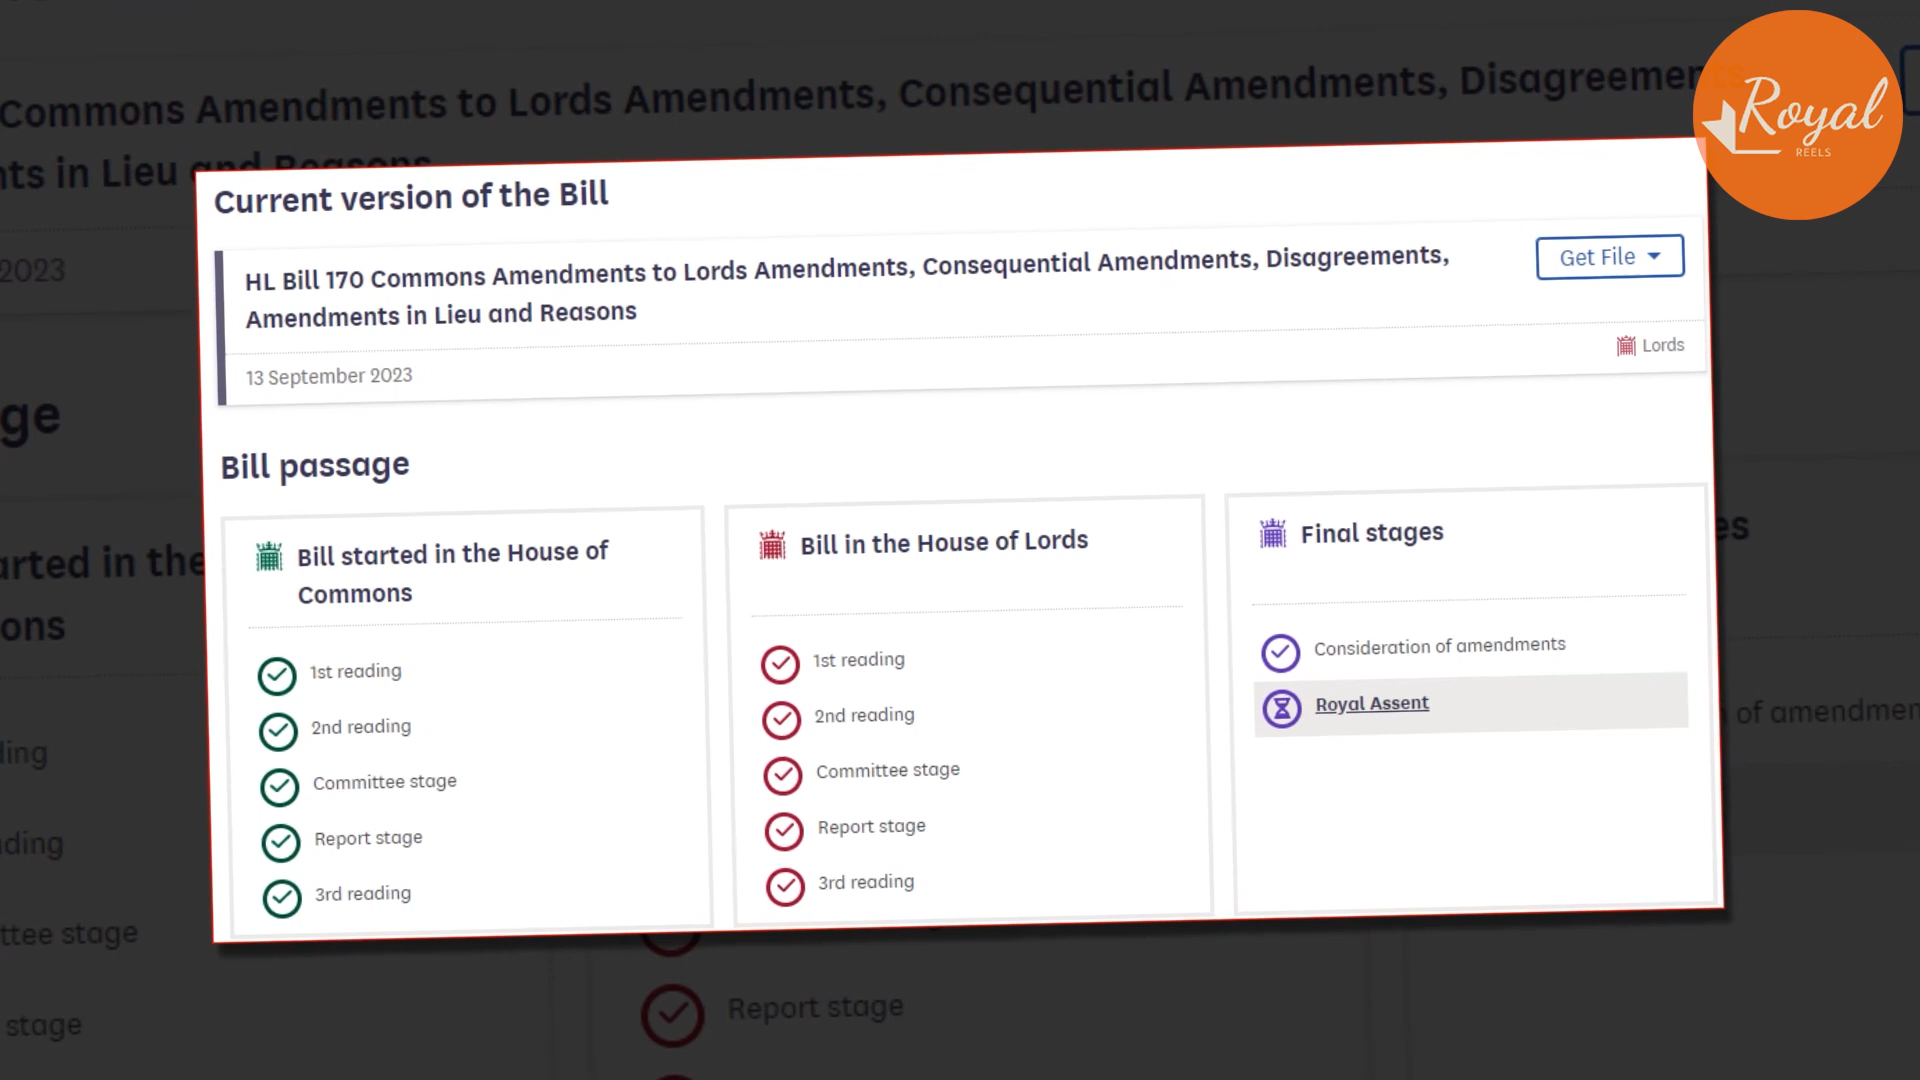 Commons Amendments to Lords Amendments, Consequential Amendments, Disagreements
nts in Lieu and Reasons
2023
ge
arted in the
ons
ding
ading
ttee stage
stage
Report stage
es
of amendmen
Royal
REELS
Current version of the Bill
HL Bill 170 Commons Amendments to Lords Amendments, Consequential Amendments, Disagreements,
Amendments in Lieu and Reasons
Get File
13 September 2023
Lords
Bill passage
Bill started in the House of
Commons
1st reading
2nd reading
Committee stage
Report stage
3rd reading
Bill in the House of Lords
1st reading
2nd reading
Committee stage
Report stage
3rd reading
Final stages
Consideration of amendments
Royal Assent